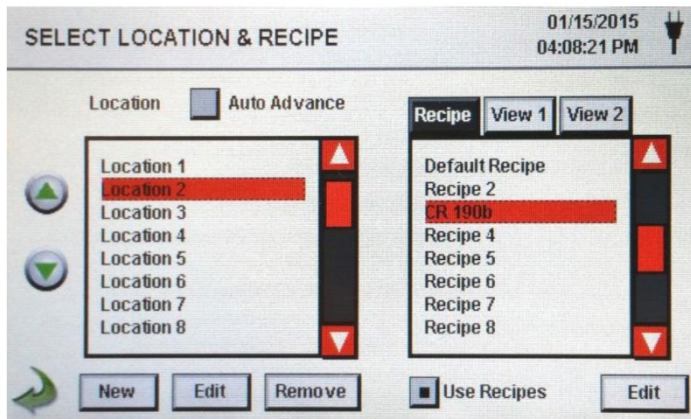 SELECT LOCATION & RECIPE
01/15/2015
04:08:21 PM
Location
Auto Advance
Recipe
View 1
View 2
Location 1
Location 2
Location 3
Location 4
Location 5
Location 6
Location 7
Location 8
Default Recipe
Recipe 2
CR 190b
Recipe 4
Recipe 5
Recipe 6
Recipe 7
Recipe 8
New
Edit
Remove
Use Recipes
Edit